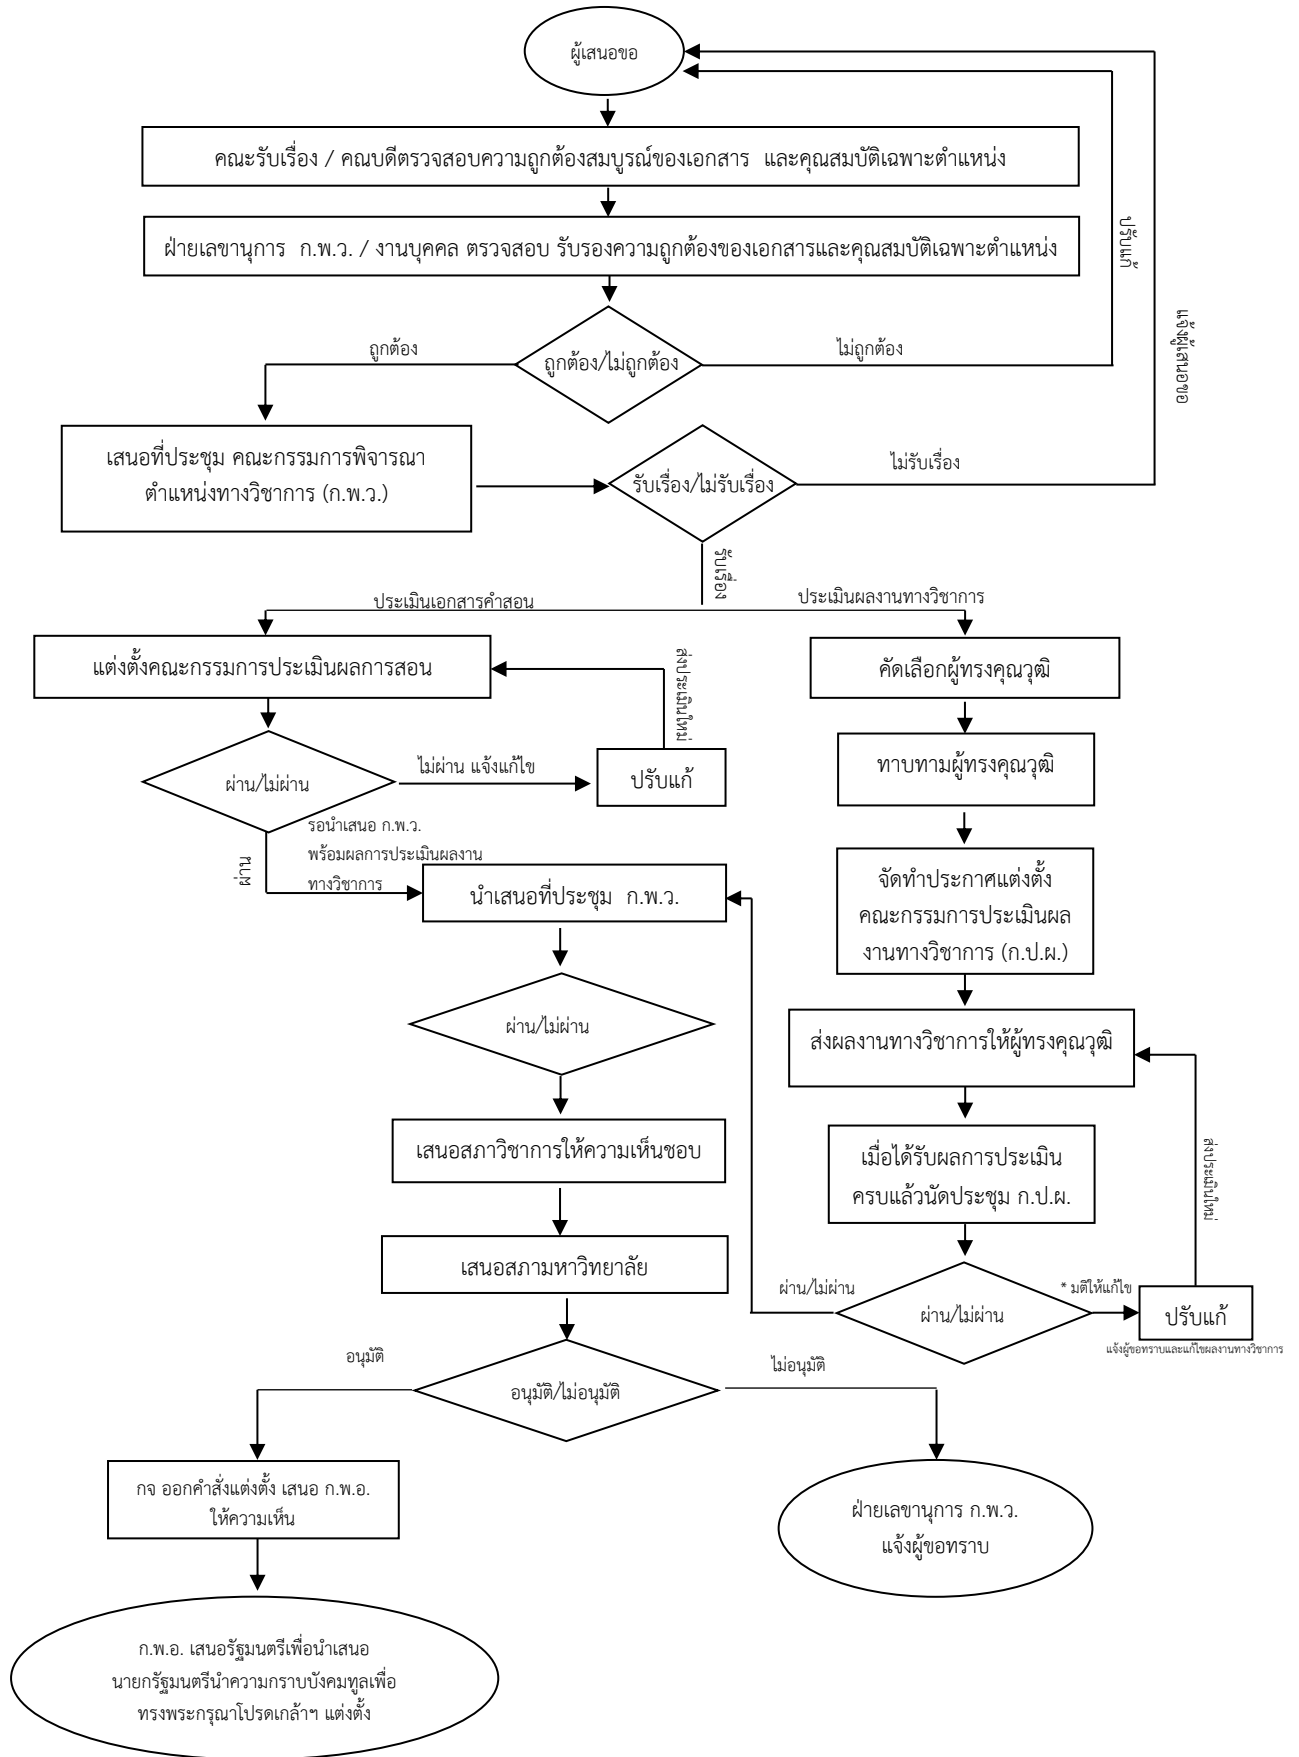 ผู้เสนอขอ
คณะรับเรื่อง / คณบดีตรวจสอบความถูกต้องสมบูรณ์ของเอกสาร และคุณสมบัติเฉพาะตำแหน่ง
ฝ่ายเลขานุการ ก.พ.ว. / งานบุคคล ตรวจสอบ รับรองความถูกต้องของเอกสารและคุณสมบัติเฉพาะตำแหน่ง
ปรับแก้
แจ้งผู้เสนอขอ
ถูกต้อง
ถูกต้อง/ไม่ถูกต้อง
ไม่ถูกต้อง
เสนอที่ประชุม คณะกรรมการพิจารณา
ตำแหน่งทางวิชาการ (ก.พ.ว.)
รับเรื่อง/ไม่รับเรื่อง
ไม่รับเรื่อง
รับเรื่อง
ประเมินเอกสารคำสอน
ประเมินผลงานทางวิชาการ
แต่งตั้งคณะกรรมการประเมินผลการสอน
ส่งประเมินใหม่
คัดเลือกผู้ทรงคุณวุฒิ
ผ่าน/ไม่ผ่าน
ไม่ผ่าน แจ้งแก้ไข
ปรับแก้
ทาบทามผู้ทรงคุณวุฒิ
ผ่าน
รอนำเสนอ ก.พ.ว.
พร้อมผลการประเมินผลงาน
ทางวิชาการ
นำเสนอที่ประชุม ก.พ.ว.
จัดทำประกาศแต่งตั้ง
คณะกรรมการประเมินผล
งานทางวิชาการ (ก.ป.ผ.)
ผ่าน/ไม่ผ่าน
ส่งผลงานทางวิชาการให้ผู้ทรงคุณวุฒิ
เสนอสภาวิชาการให้ความเห็นชอบ
เมื่อได้รับผลการประเมิน
ครบแล้วนัดประชุม ก.ป.ผ.
ส่งประเมินใหม่
เสนอสภามหาวิทยาลัย
ผ่าน/ไม่ผ่าน
ผ่าน/ไม่ผ่าน
* มติให้แก้ไข
ปรับแก้
แจ้งผู้ขอทราบและแก้ไขผลงานทางวิชาการ
อนุมัติ
อนุมัติ/ไม่อนุมัติ
ไม่อนุมัติ
กจ ออกคำสั่งแต่งตั้ง เสนอ ก.พ.อ.
ให้ความเห็น
ฝ่ายเลขานุการ ก.พ.ว.
แจ้งผู้ขอทราบ
ก.พ.อ. เสนอรัฐมนตรีเพื่อนำเสนอ
นายกรัฐมนตรีนำความกราบบังคมทูลเพื่อ
ทรงพระกรุณาโปรดเกล้าฯ แต่งตั้ง